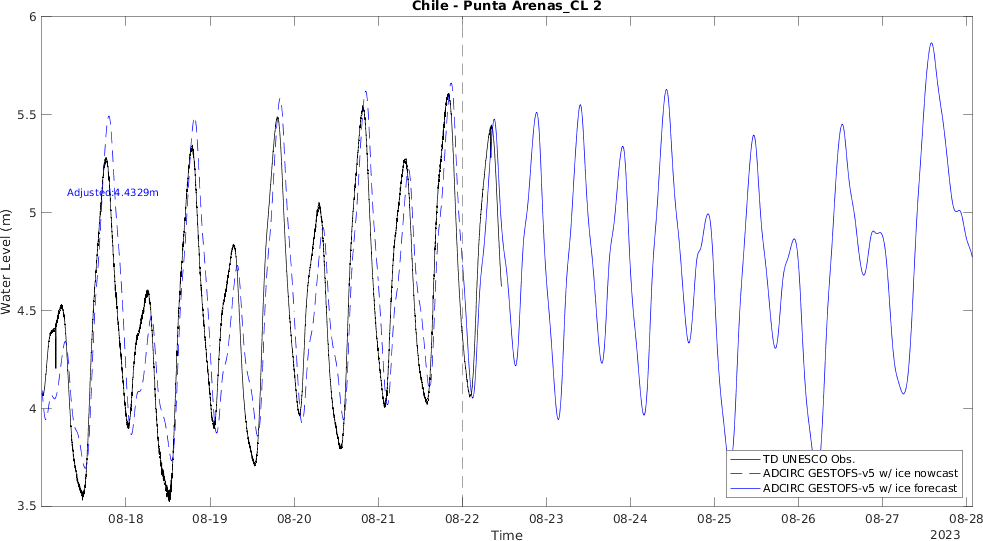 Chile - Punta Arenas_CL 2
6
5.5
5
4.5
4
3.5
Water Level (m)
Adjusted:4.4329m
TD UNESCO Obs.
ADCIRC GESTOFS-v5 w/ ice nowcast
ADCIRC GESTOFS-v5 w/ ice forecast
08-18 08-19 08-20 08-21 08-22 08-23 08-24 08-25 08-26 08-27 08-28
Time
2023